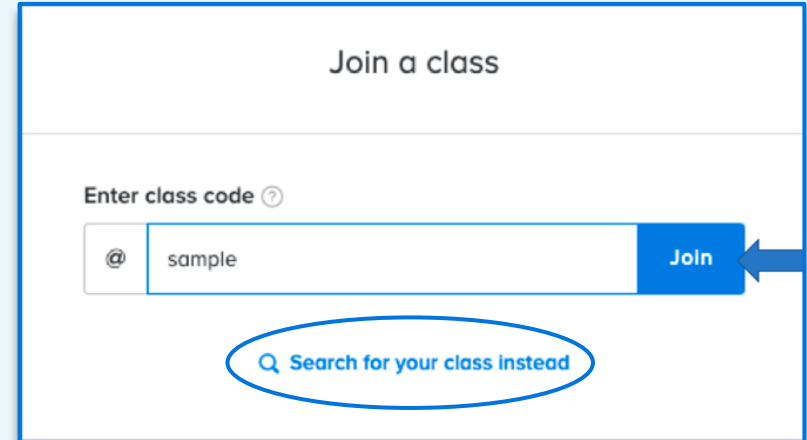 Join a class
Enter class code ?
@ sample Join
Search for your class instead